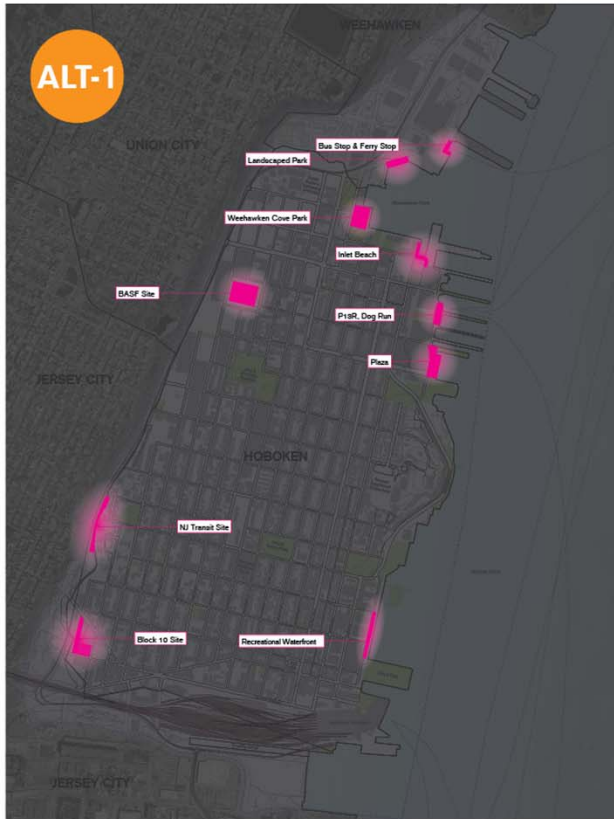 WEEHAWKEN
ALT-1
UNION CITY
Bus Stop & Ferry Stop
Landscaped Park
Weehawken Cove Park
Inlet Beach
BASF Site
P13R, Dog Run
Plaza
JERSEY CITY
HOBOKEN
NJ Transit Site
Block 10 Site
Recreational Waterfront
JERSEY CITY